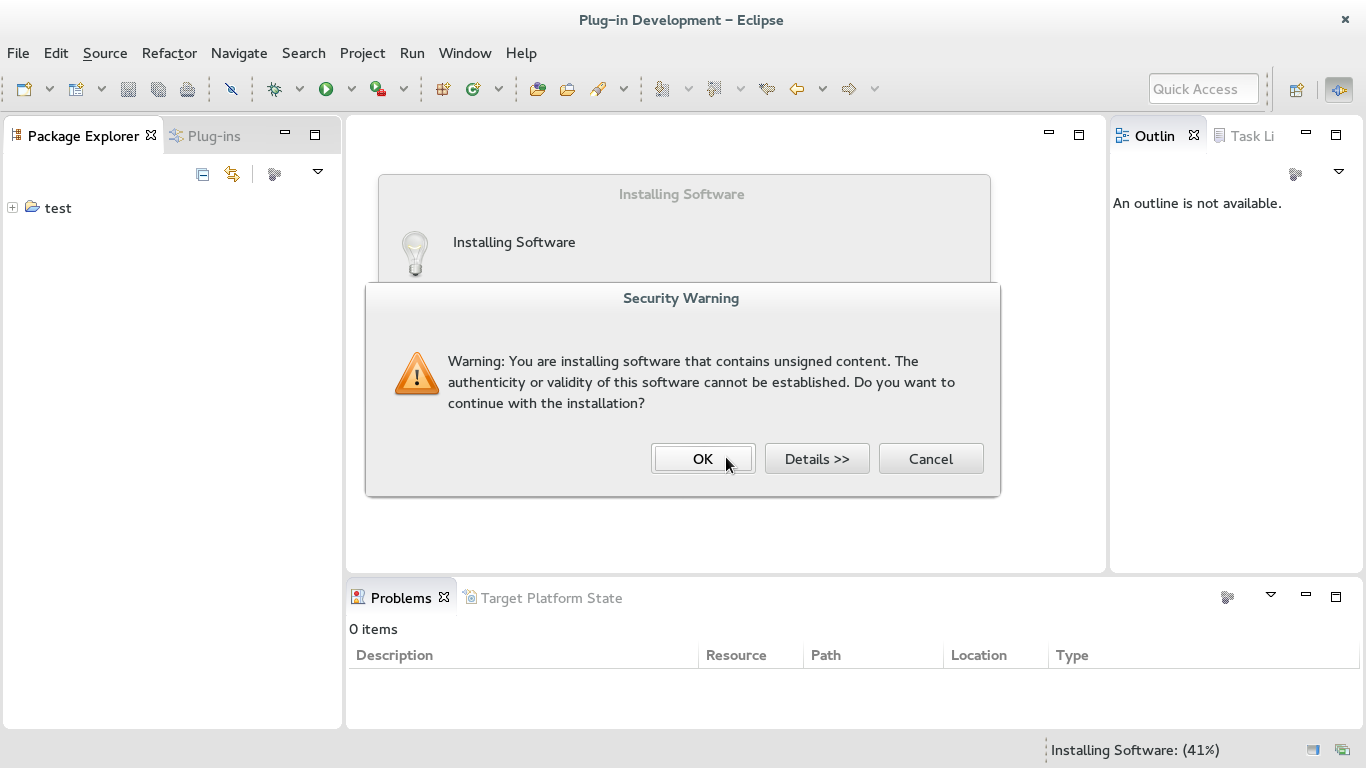 Plug-in Development – Eclipse
File Edit Source Refactor Navigate Search Project Run Window Help
Quick Access
Package Explorer Plug-ins
test
Installing Software
Installing Software
Security Warning
Warning: You are installing software that contains unsigned content. The
authenticity or validity of this software cannot be established. Do you want to
continue with the installation?
OK Details >> Cancel
Outlin Task Li
An outline is not available.
Problems Target Platform State
0 items
Description Resource Path Location Type
Installing Software: (41%)